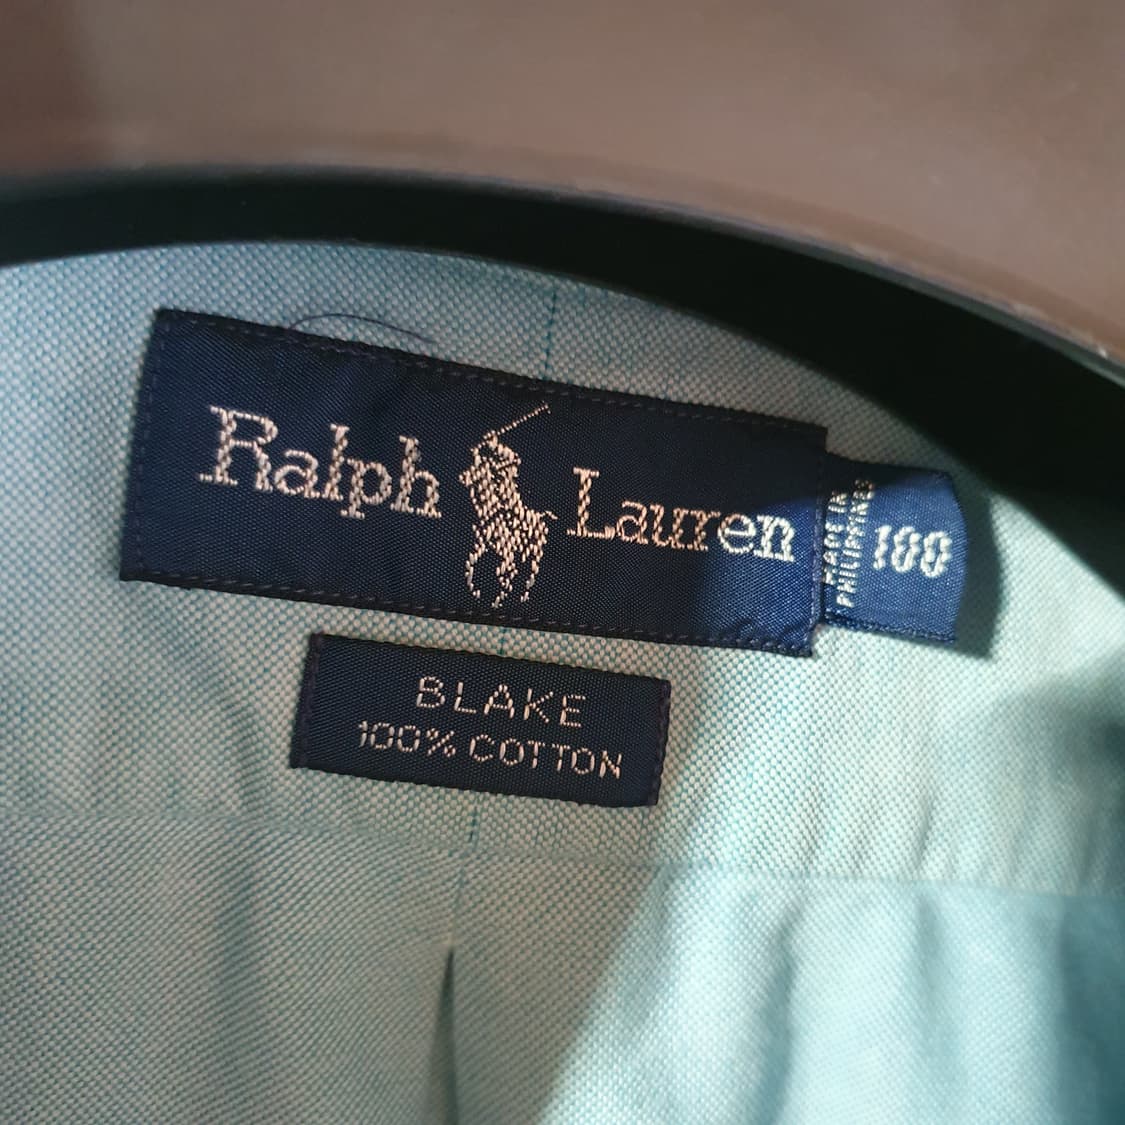 Ralph Lauren
MADE IN
PHILIPPINES
100
BLAKE
100% COTTON